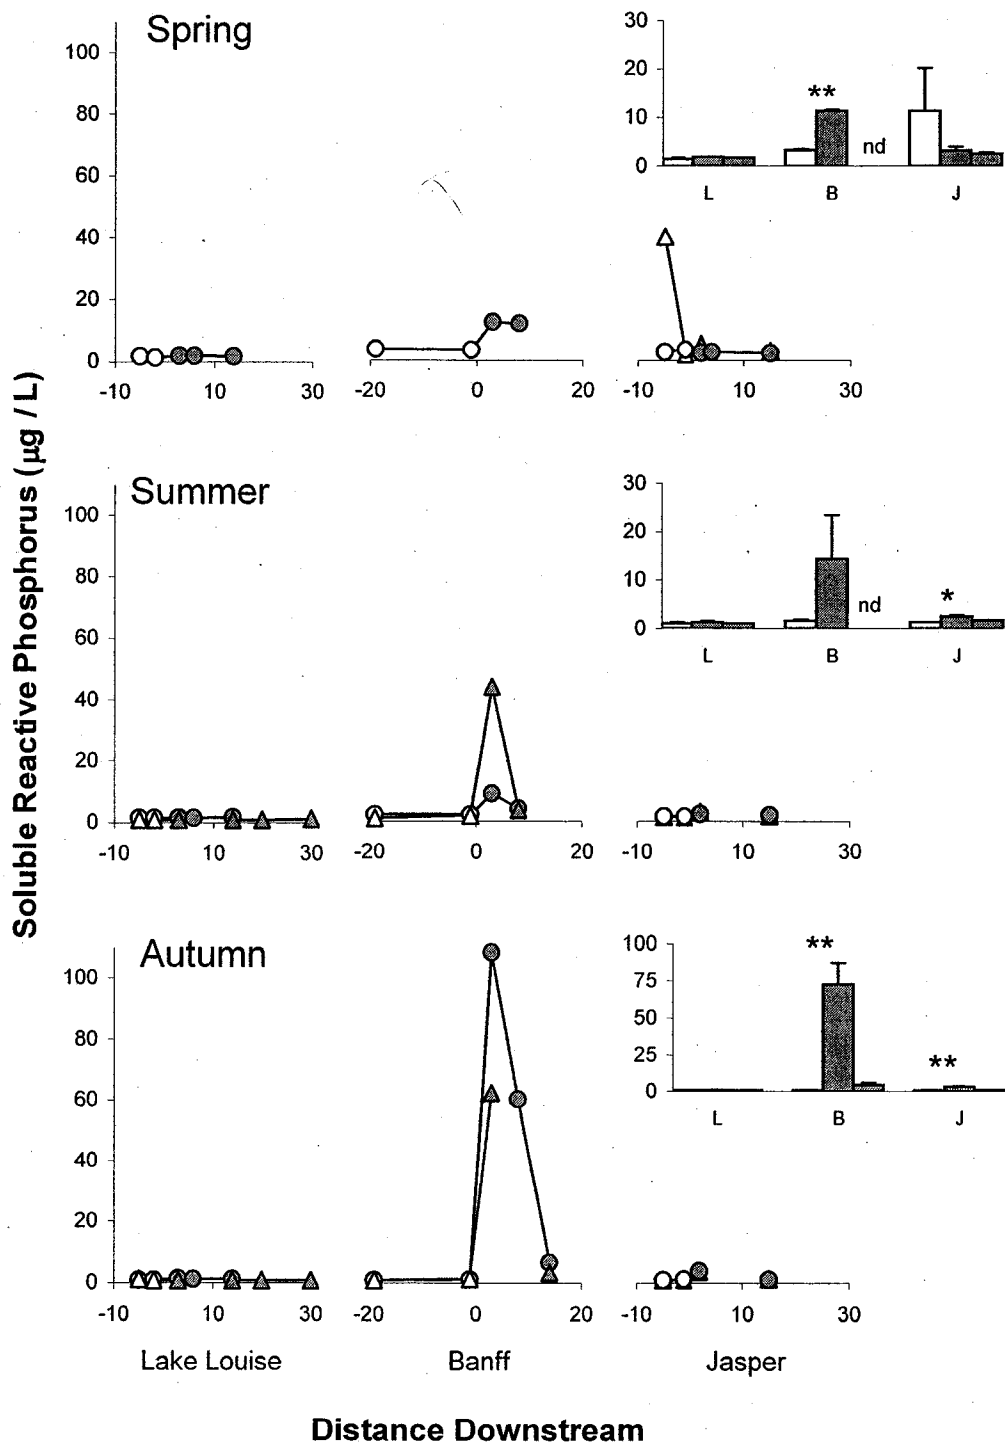 Soluble Reactive Phosphorus (µg / L)
Spring
100
80
60
40
20
0
-10 10 30
-20 0 20
-10 10 30
30
20
10
0
** nd
L B J
Summer
100
80
60
40
20
0
-10 10 30
-20 0 20
-10 10 30
30
20
10
0
nd *
L B J
Autumn
100
80
60
40
20
0
-10 10 30
-20 0 20
-10 10 30
100
75
50
25
0
** **
L B J
Lake Louise Banff Jasper
Distance Downstream